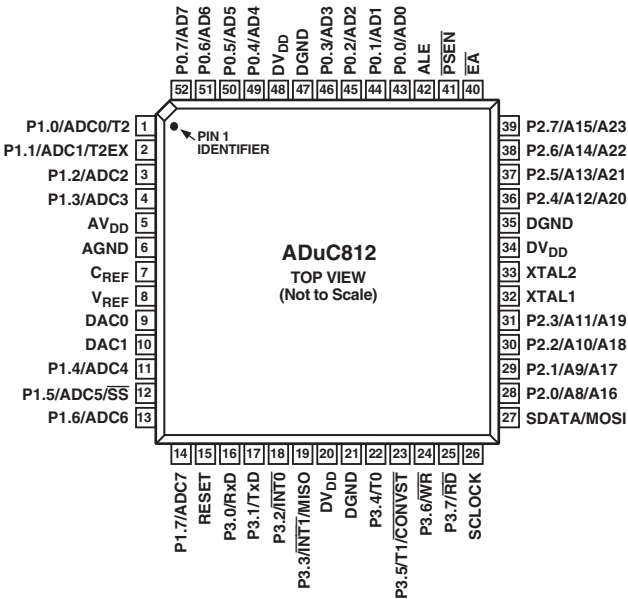 P0.7/AD7
P0.6/AD6
P0.5/AD5
P0.4/AD4
DVDD
DGND
P0.3/AD3
P0.2/AD2
P0.1/AD1
P0.0/AD0
ALE
P̅S̅E̅N̅
E̅A̅
52 51 50 49 48 47 46 45 44 43 42 41 40
P1.0/ADC0/T2 1
P1.1/ADC1/T2EX 2
P1.2/ADC2 3
P1.3/ADC3 4
AVDD 5
AGND 6
CREF 7
VREF 8
DAC0 9
DAC1 10
P1.4/ADC4 11
P1.5/ADC5/S̅S̅ 12
P1.6/ADC6 13
PIN 1
IDENTIFIER
ADuC812
TOP VIEW
(Not to Scale)
39 P2.7/A15/A23
38 P2.6/A14/A22
37 P2.5/A13/A21
36 P2.4/A12/A20
35 DGND
34 DVDD
33 XTAL2
32 XTAL1
31 P2.3/A11/A19
30 P2.2/A10/A18
29 P2.1/A9/A17
28 P2.0/A8/A16
27 SDATA/MOSI
14 15 16 17 18 19 20 21 22 23 24 25 26
P1.7/ADC7
RESET
P3.0/RxD
P3.1/TxD
P3.2/I̅N̅T̅0̅
P3.3/I̅N̅T̅1̅/MISO
DVDD
DGND
P3.4/T0
P3.5/T1/C̅O̅N̅V̅S̅T̅
P3.6/W̅R̅
P3.7/R̅D̅
SCLOCK